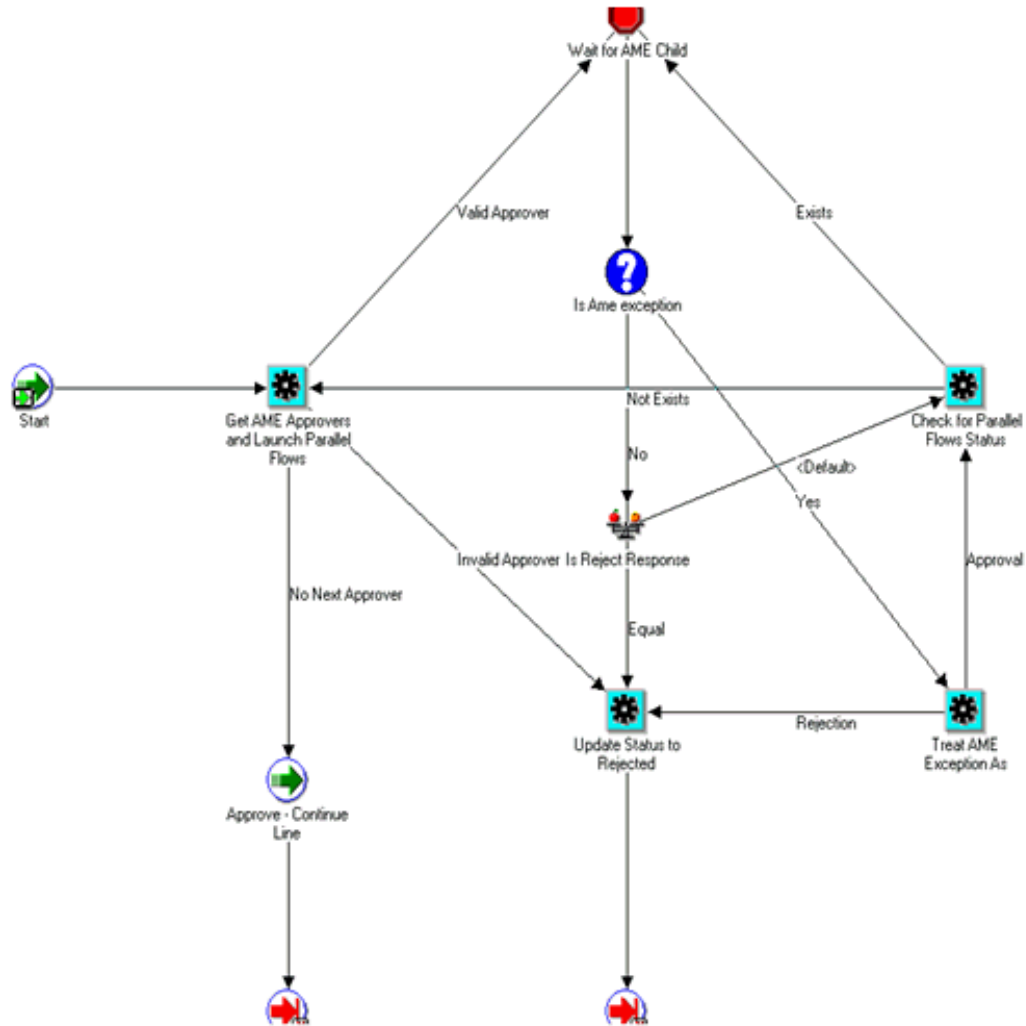 Wait for AME Child
Valid Approver
Exists
Is Ame exception
Start
Get AME Approvers
and Launch Parallel
Flows
Not Exists
Check for Parallel
Flows Status
No
<Default>
Yes
Invalid Approver
Is Reject Response
Approval
No Next Approver
Equal
Rejection
Update Status to
Rejected
Treat AME
Exception As
Approve - Continue
Line